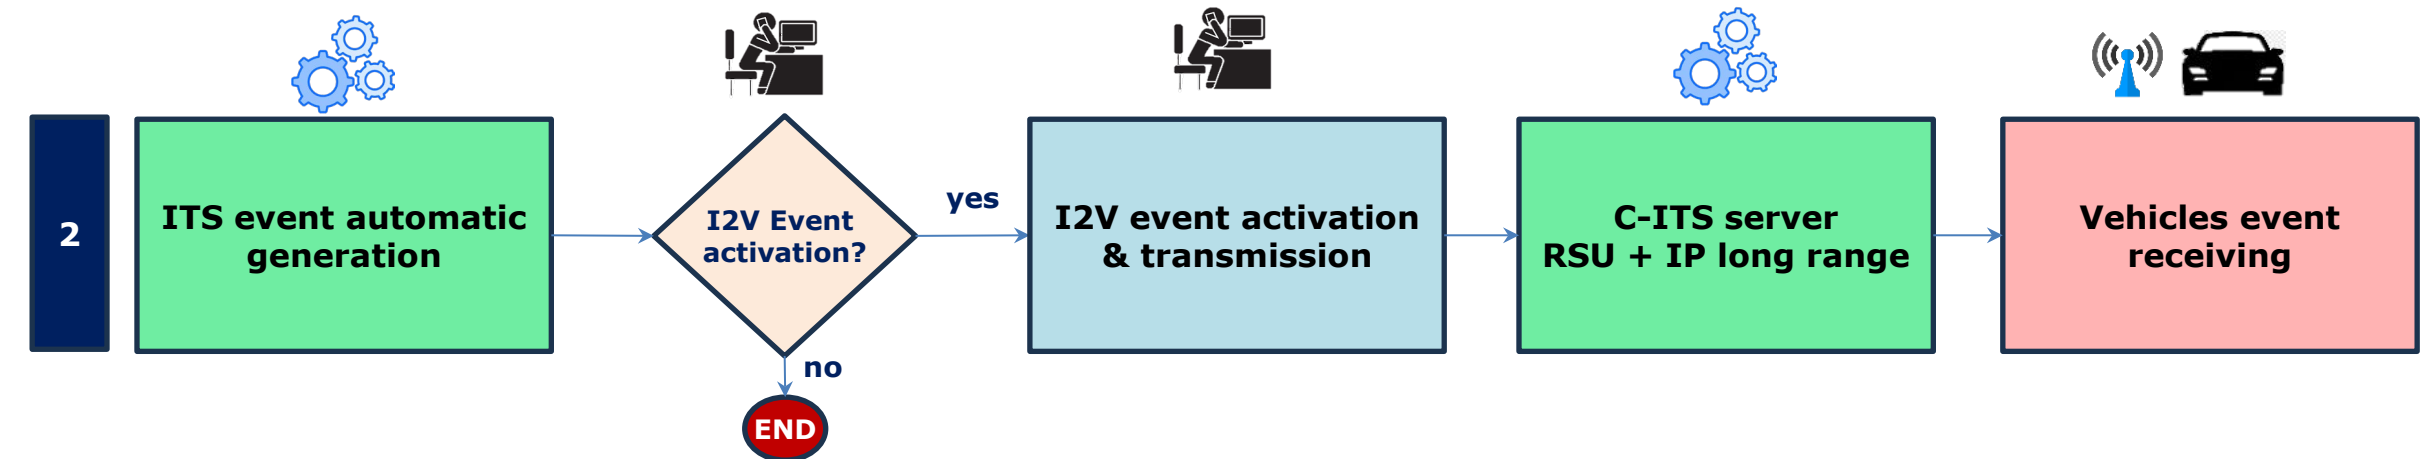 2
ITS event automatic
generation
I2V Event
activation?
yes
no
END
I2V event activation
& transmission
C-ITS server
RSU + IP long range
Vehicles event
receiving